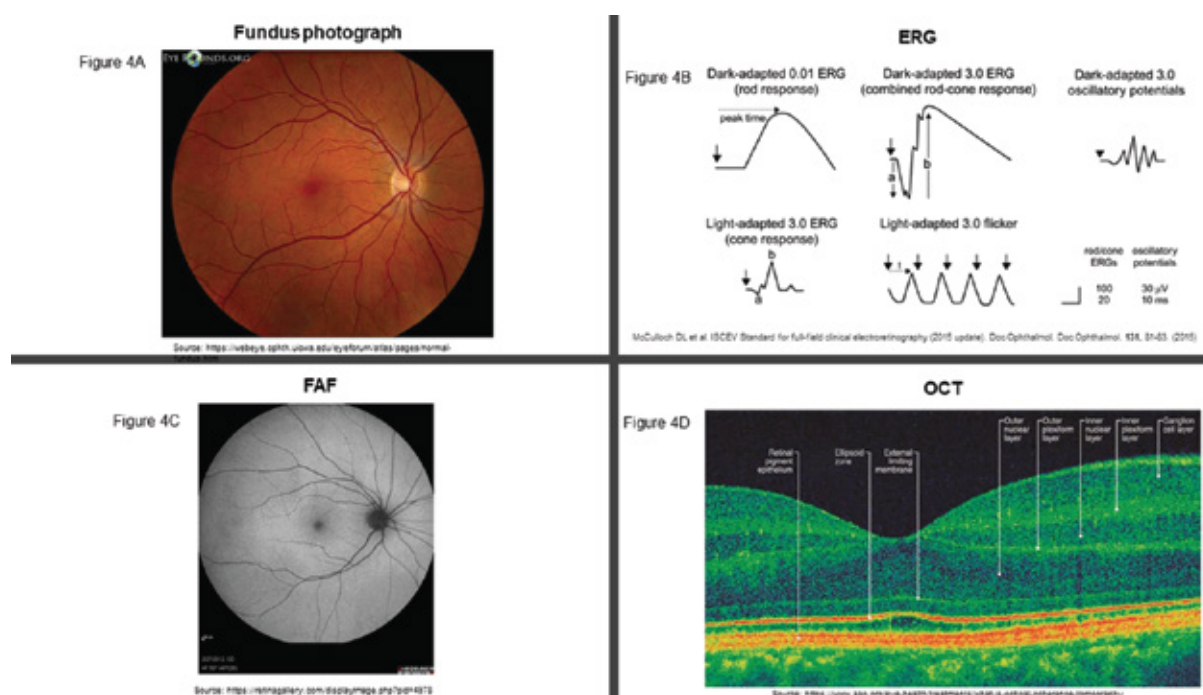 Fundus photograph
Figure 4A
Source: https://webeye.ophth.uiowa.edu/eyeforum/atlas/pages/normal-
ERG
Figure 4B
Dark-adapted 0.01 ERG
(rod response)
peak time
Dark-adapted 3.0 ERG
(combined rod-cone response)
a
b
Dark-adapted 3.0
oscillatory potentials
Light-adapted 3.0 ERG
(cone response)
b
a
Light-adapted 3.0 flicker
t
rod/cone
ERGs
oscillatory
potentials
100
20
30 µV
10 ms
McCulloch DL et al. ISCEV Standard for full-field clinical electroretinography (2015 update). Doc Ophthalmol. Doc Ophthalmol.
FAF
Figure 4C
OCT
Figure 4D
Retinal
pigment
epithelium
Ellipsoid
zone
External
limiting
membrane
Outer
nuclear
layer
Outer
plexiform
layer
Inner
nuclear
layer
Inner
plexiform
layer
Ganglion
cell layer